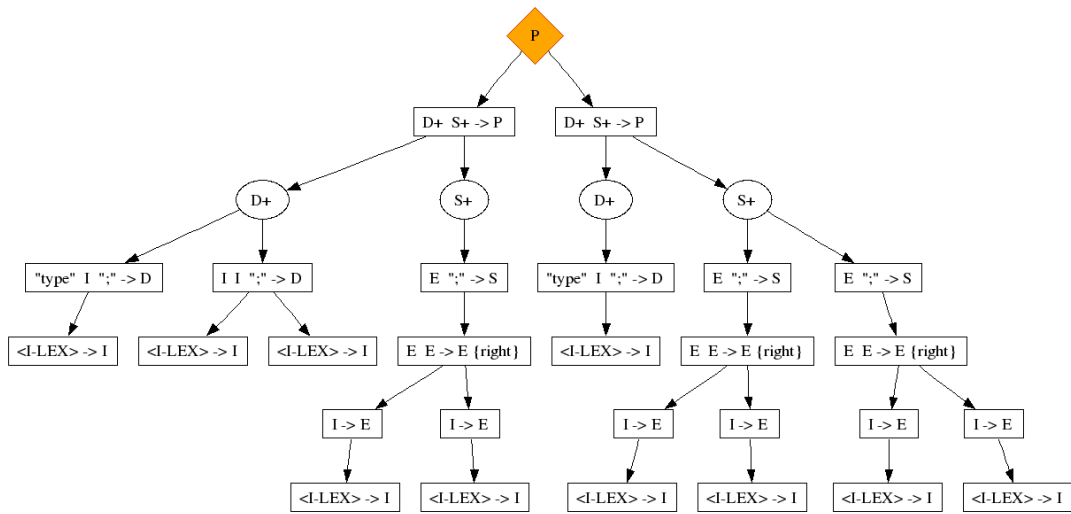 P
D+ S+ -> P
D+ S+ -> P
D+
S+
D+
S+
"type" I ";" -> D
I I ";" -> D
E ";" -> S
"type" I ";" -> D
E ";" -> S
E ";" -> S
<I-LEX> -> I
<I-LEX> -> I
<I-LEX> -> I
E E -> E {right}
<I-LEX> -> I
E E -> E {right}
E E -> E {right}
I -> E
I -> E
I -> E
I -> E
I -> E
I -> E
<I-LEX> -> I
<I-LEX> -> I
<I-LEX> -> I
<I-LEX> -> I
<I-LEX> -> I
<I-LEX> -> I